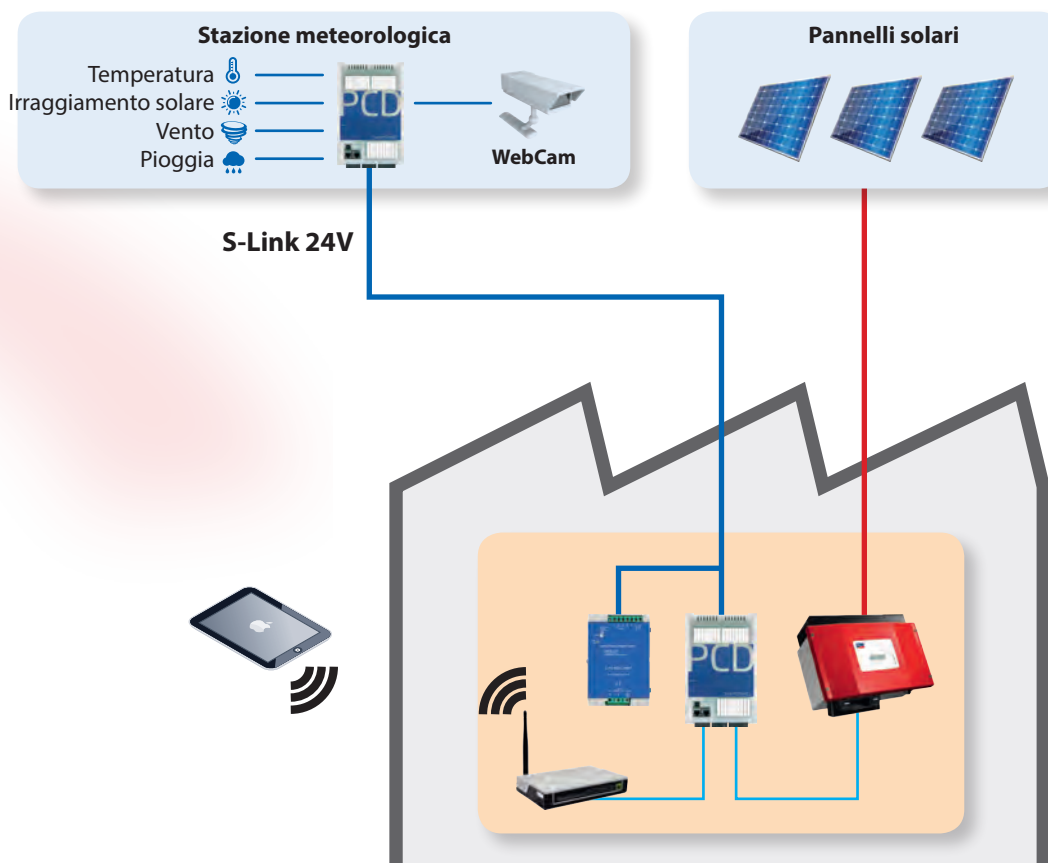 Stazione meteorologica
Temperatura
Irraggiamento solare
Vento
Pioggia
PCD
WebCam
Pannelli solari
S-Link 24V
PCD